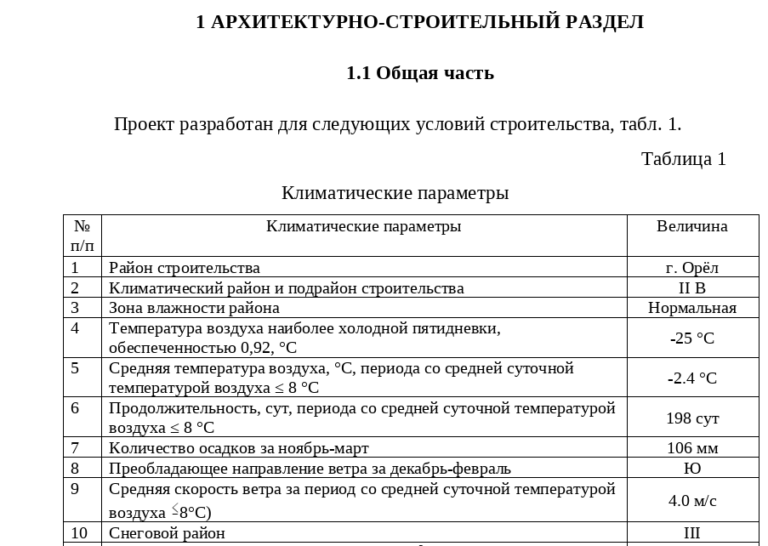 1 АРХИТЕКТУРНО-СТРОИТЕЛЬНЫЙ РАЗДЕЛ
1.1 Общая часть
Проект разработан для следующих условий строительства, табл. 1.
Таблица 1
Климатические параметры
№ п/п Климатические параметры Величина
1 Район строительства г. Орёл
2 Климатический район и подрайон строительства II В
3 Зона влажности района Нормальная
4 Температура воздуха наиболее холодной пятидневки,
обеспеченностью 0,92, °С -25 °С
5 Средняя температура воздуха, °С, периода со средней суточной
температурой воздуха ≤ 8 °С -2.4 °С
6 Продолжительность, сут, периода со средней суточной температурой
воздуха ≤ 8 °С 198 сут
7 Количество осадков за ноябрь-март 106 мм
8 Преобладающее направление ветра за декабрь-февраль Ю
9 Средняя скорость ветра за период со средней суточной температурой
воздуха ≤8°С) 4.0 м/с
10 Снеговой район III